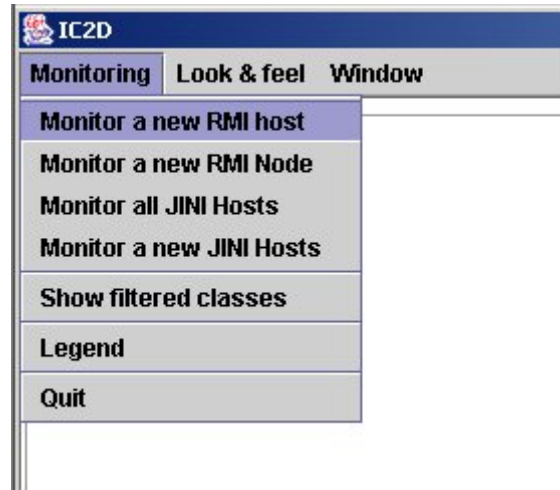 IC2D
Monitoring Look & feel Window
Monitor a new RMI host
Monitor a new RMI Node
Monitor all JINI Hosts
Monitor a new JINI Hosts
Show filtered classes
Legend
Quit